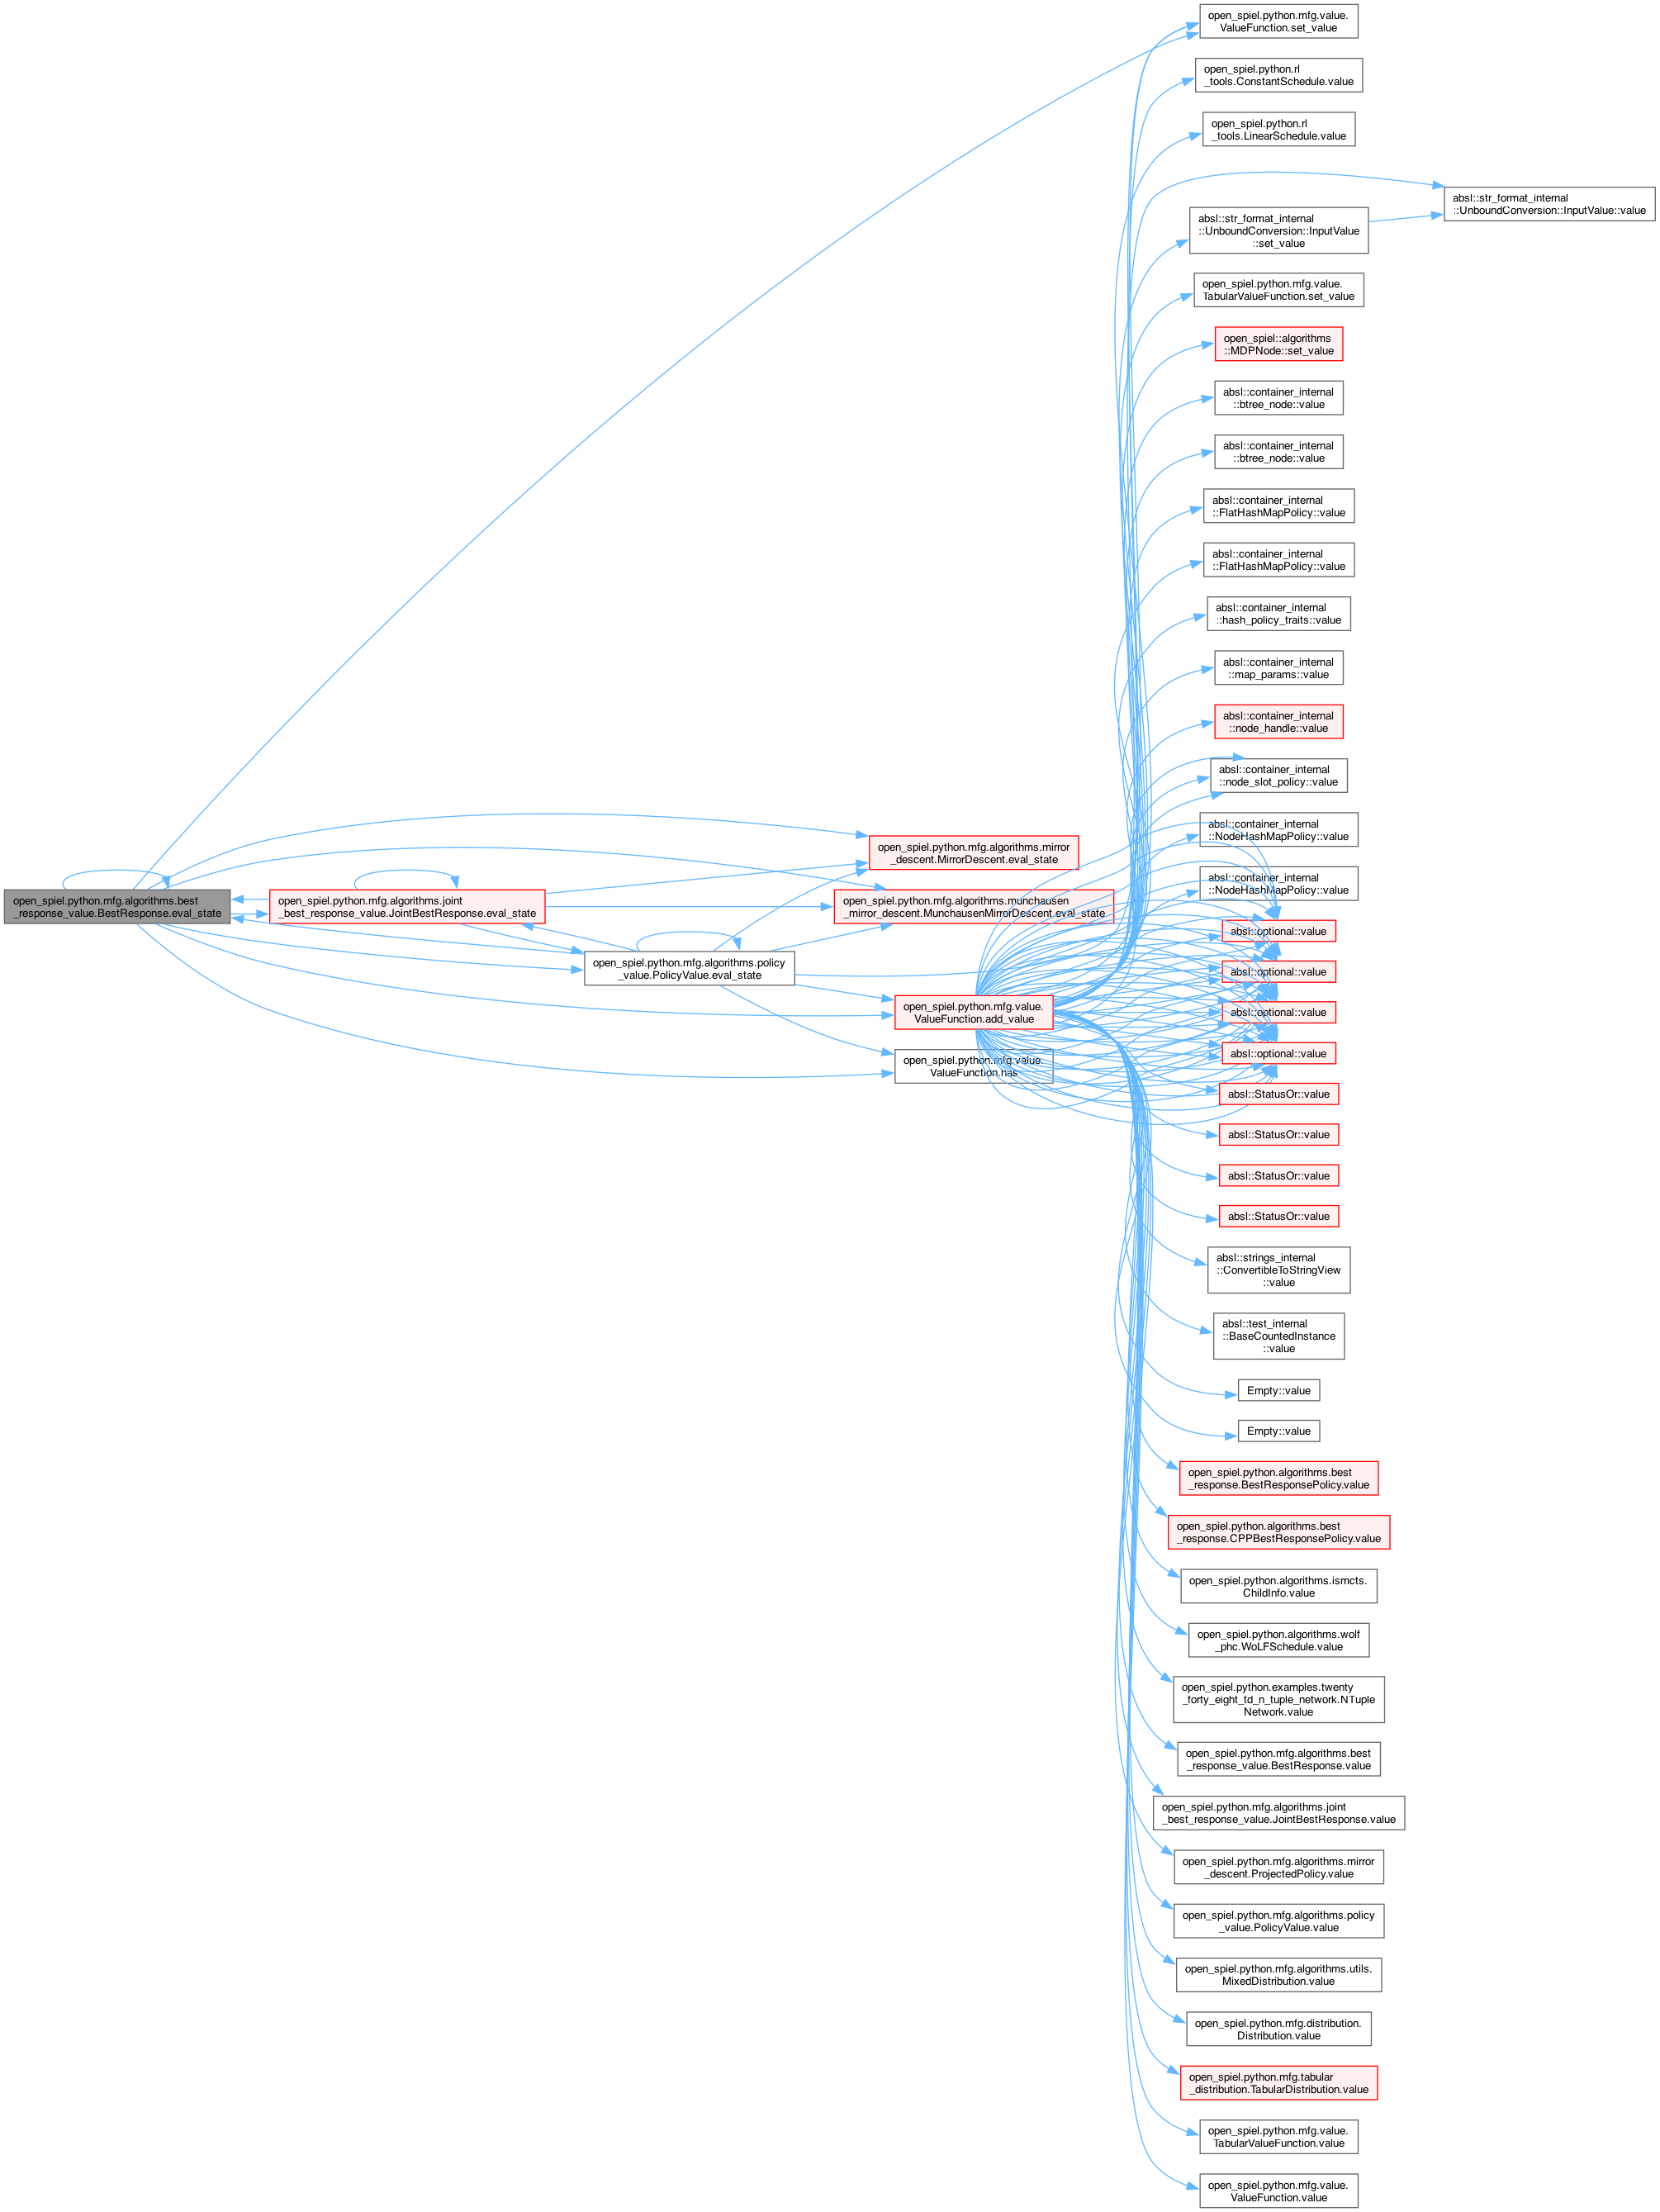 open_spiel.python.mfg.algorithms.best
_response_value.BestResponse.eval_state
open_spiel.python.mfg.algorithms.joint
_best_response_value.JointBestResponse.eval_state
open_spiel.python.mfg.algorithms.policy
_value.PolicyValue.eval_state
open_spiel.python.mfg.algorithms.mirror
_descent.MirrorDescent.eval_state
open_spiel.python.mfg.algorithms.munchausen
_mirror_descent.MunchausenMirrorDescent.eval_state
open_spiel.python.mfg.value.
ValueFunction.add_value
open_spiel.python.mfg.value.
ValueFunction.has
open_spiel.python.mfg.value.
ValueFunction.set_value
open_spiel.python.rl
_tools.ConstantSchedule.value
open_spiel.python.rl
_tools.LinearSchedule.value
absl::str_format_internal
::UnboundConversion::InputValue
::set_value
absl::str_format_internal
::UnboundConversion::InputValue::value
open_spiel.python.mfg.value.
TabularValueFunction.set_value
open_spiel::algorithms
::MDPNode::set_value
absl::container_internal
::btree_node::value
absl::container_internal
::btree_node::value
absl::container_internal
::FlatHashMapPolicy::value
absl::container_internal
::FlatHashMapPolicy::value
absl::container_internal
::hash_policy_traits::value
absl::container_internal
::map_params::value
absl::container_internal
::node_handle::value
absl::container_internal
::node_slot_policy::value
absl::container_internal
::NodeHashMapPolicy::value
absl::container_internal
::NodeHashMapPolicy::value
absl::optional::value
absl::optional::value
absl::optional::value
absl::optional::value
absl::StatusOr::value
absl::StatusOr::value
absl::StatusOr::value
absl::StatusOr::value
absl::strings_internal
::ConvertibleToStringView
::value
absl::test_internal
::BaseCountedInstance
::value
Empty::value
Empty::value
open_spiel.python.algorithms.best
_response.BestResponsePolicy.value
open_spiel.python.algorithms.best
_response.CPPBestResponsePolicy.value
open_spiel.python.algorithms.ismcts.
ChildInfo.value
open_spiel.python.algorithms.wolf
_phc.WoLFSchedule.value
open_spiel.python.examples.twenty
_forty_eight_td_n_tuple_network.NTuple
Network.value
open_spiel.python.mfg.algorithms.best
_response_value.BestResponse.value
open_spiel.python.mfg.algorithms.joint
_best_response_value.JointBestResponse.value
open_spiel.python.mfg.algorithms.mirror
_descent.ProjectedPolicy.value
open_spiel.python.mfg.algorithms.policy
_value.PolicyValue.value
open_spiel.python.mfg.algorithms.utils.
MixedDistribution.value
open_spiel.python.mfg.distribution.
Distribution.value
open_spiel.python.mfg.tabular
_distribution.TabularDistribution.value
open_spiel.python.mfg.value.
TabularValueFunction.value
open_spiel.python.mfg.value.
ValueFunction.value